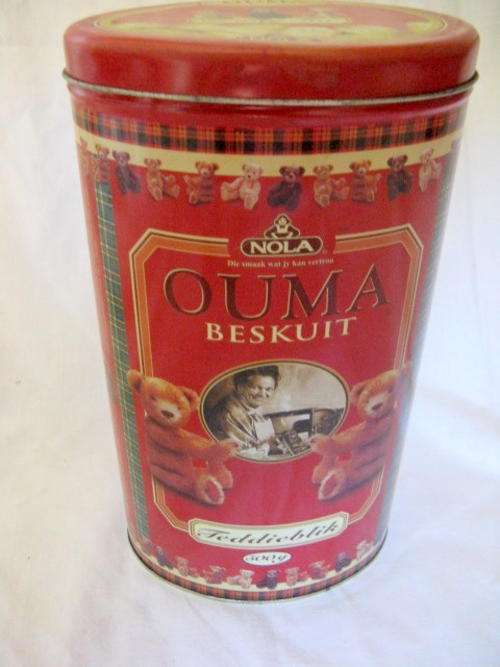 NOLA
Die smaak wat jy kan vertrou
OUMA
BESKUIT
Teddieblik
500g